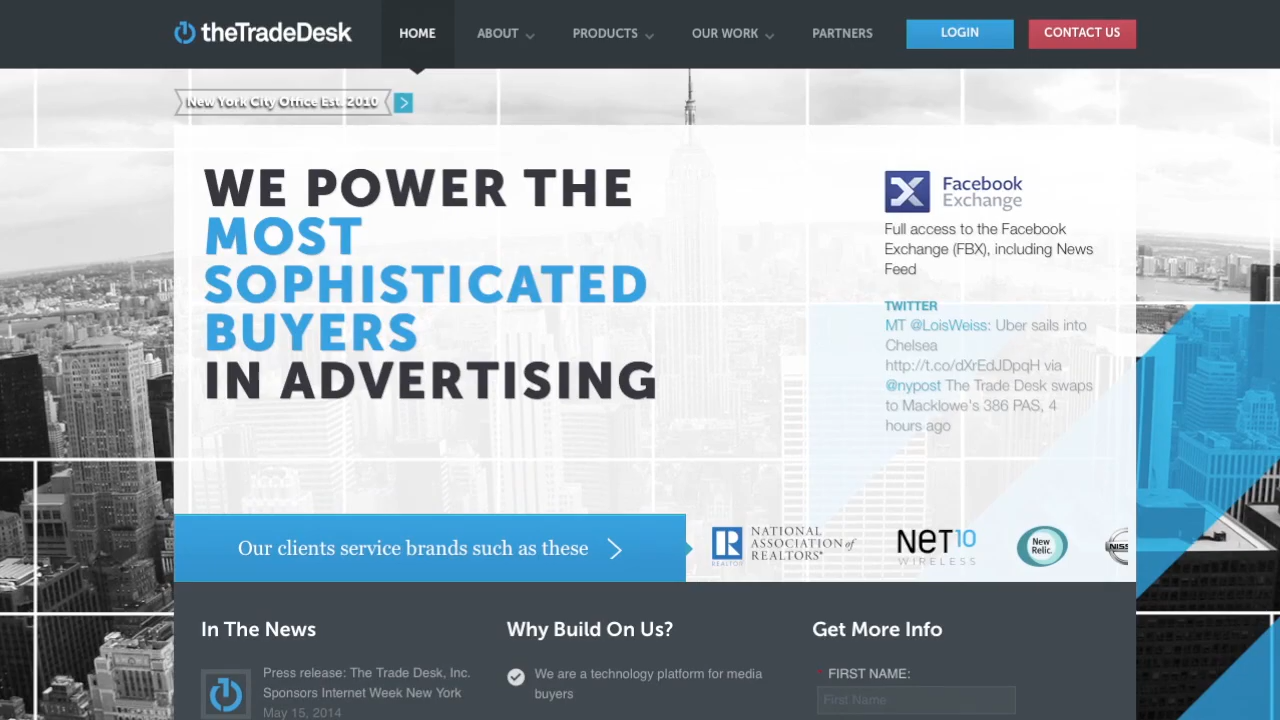 theTradeDesk
HOME
ABOUT
PRODUCTS
OUR WORK
PARTNERS
LOGIN
CONTACT US
New York City Office Est. 2010
WE POWER THE
MOST
SOPHISTICATED
BUYERS
IN ADVERTISING
Facebook
Exchange
Full access to the Facebook
Exchange (FBX), including News
Feed
TWITTER
MT @LoisWeiss: Uber sails into
Chelsea
http://t.co/dXrEdJDpqH via
@nypost The Trade Desk swaps
to Macklowe's 386 PAS, 4
hours ago
Our clients service brands such as these
R
REALTOR
NATIONAL
ASSOCIATION of
REALTORS®
NET10
WIRELESS
New
Relic.
NISS
In The News
Press release: The Trade Desk, Inc.
Sponsors Internet Week New York
May 15, 2014
Why Build On Us?
We are a technology platform for media
buyers
Get More Info
* FIRST NAME:
First Name